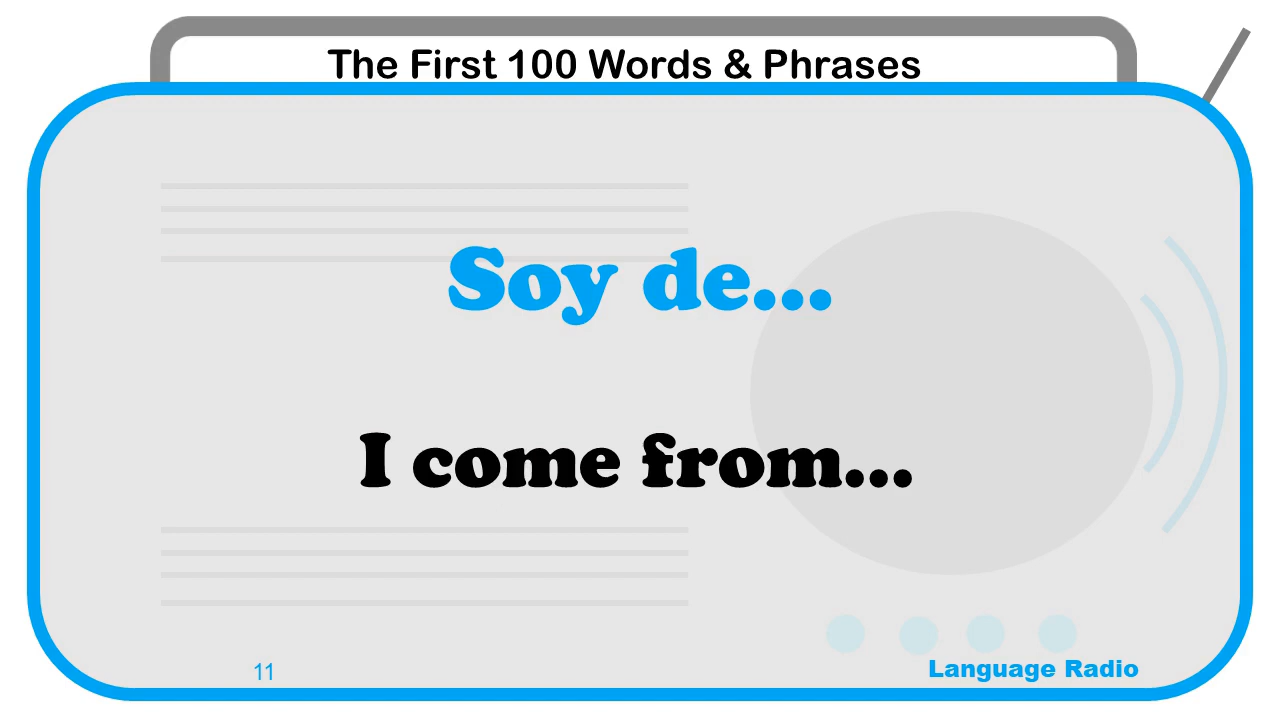 The First 100 Words & Phrases
Soy de...
I come from...
11
Language Radio